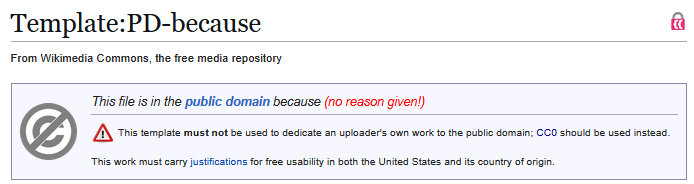 Template:PD-because
From Wikimedia Commons, the free media repository
This file is in the public domain because (no reason given!)
This template must not be used to dedicate an uploader's own work to the public domain; CC0 should be used instead.
This work must carry justifications for free usability in both the United States and its country of origin.